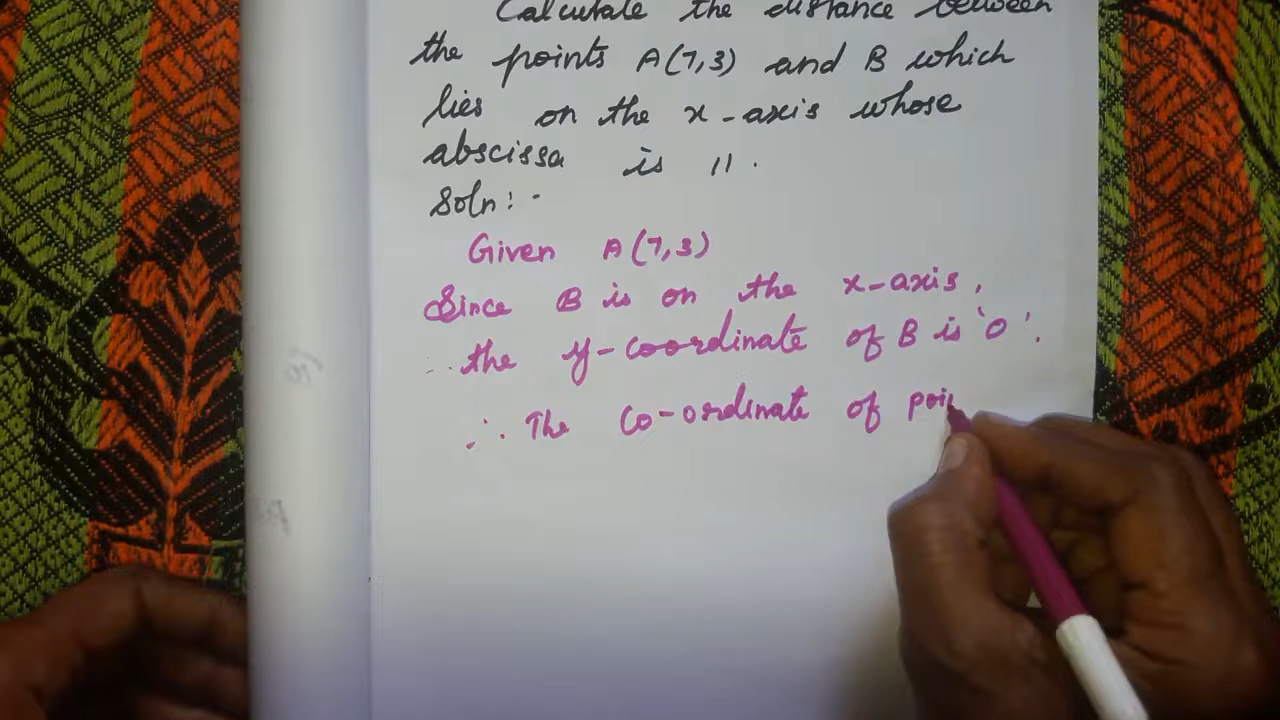 Calculate the distance between
the points A(7,3) and B which
lies on the x-axis whose
abscissa is 11.
Soln:-
Given A(7,3)
Since B is on the x-axis,
∴ the y-coordinate of B is '0'.
∴ The Co-ordinate of poi